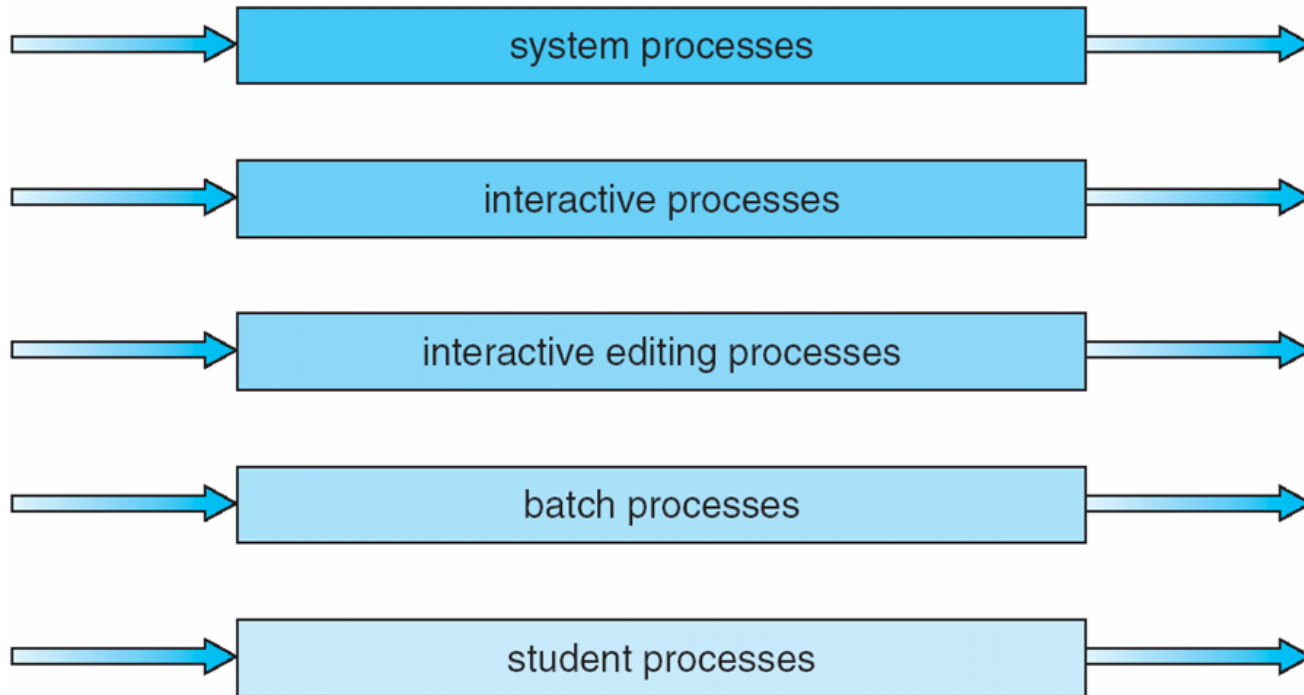 system processes
interactive processes
interactive editing processes
batch processes
student processes